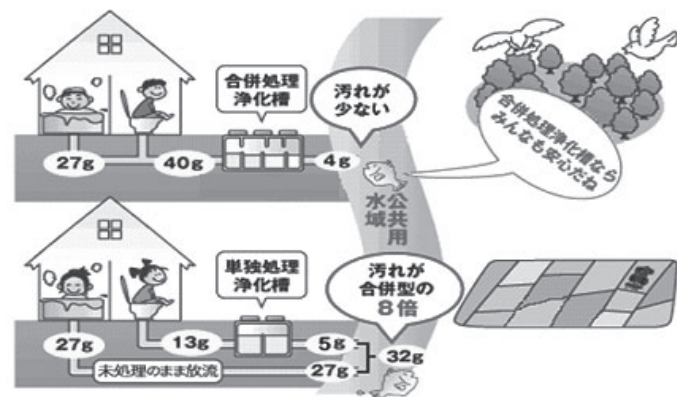 合併処理
浄化槽
汚れが
少ない
27g
40g
4g
合併処理浄化槽なら
みんなも安心だね
公共用
水域
単独処理
浄化槽
汚れが
合併型の
8倍
27g
13g
5g
32g
未処理のまま放流
27g